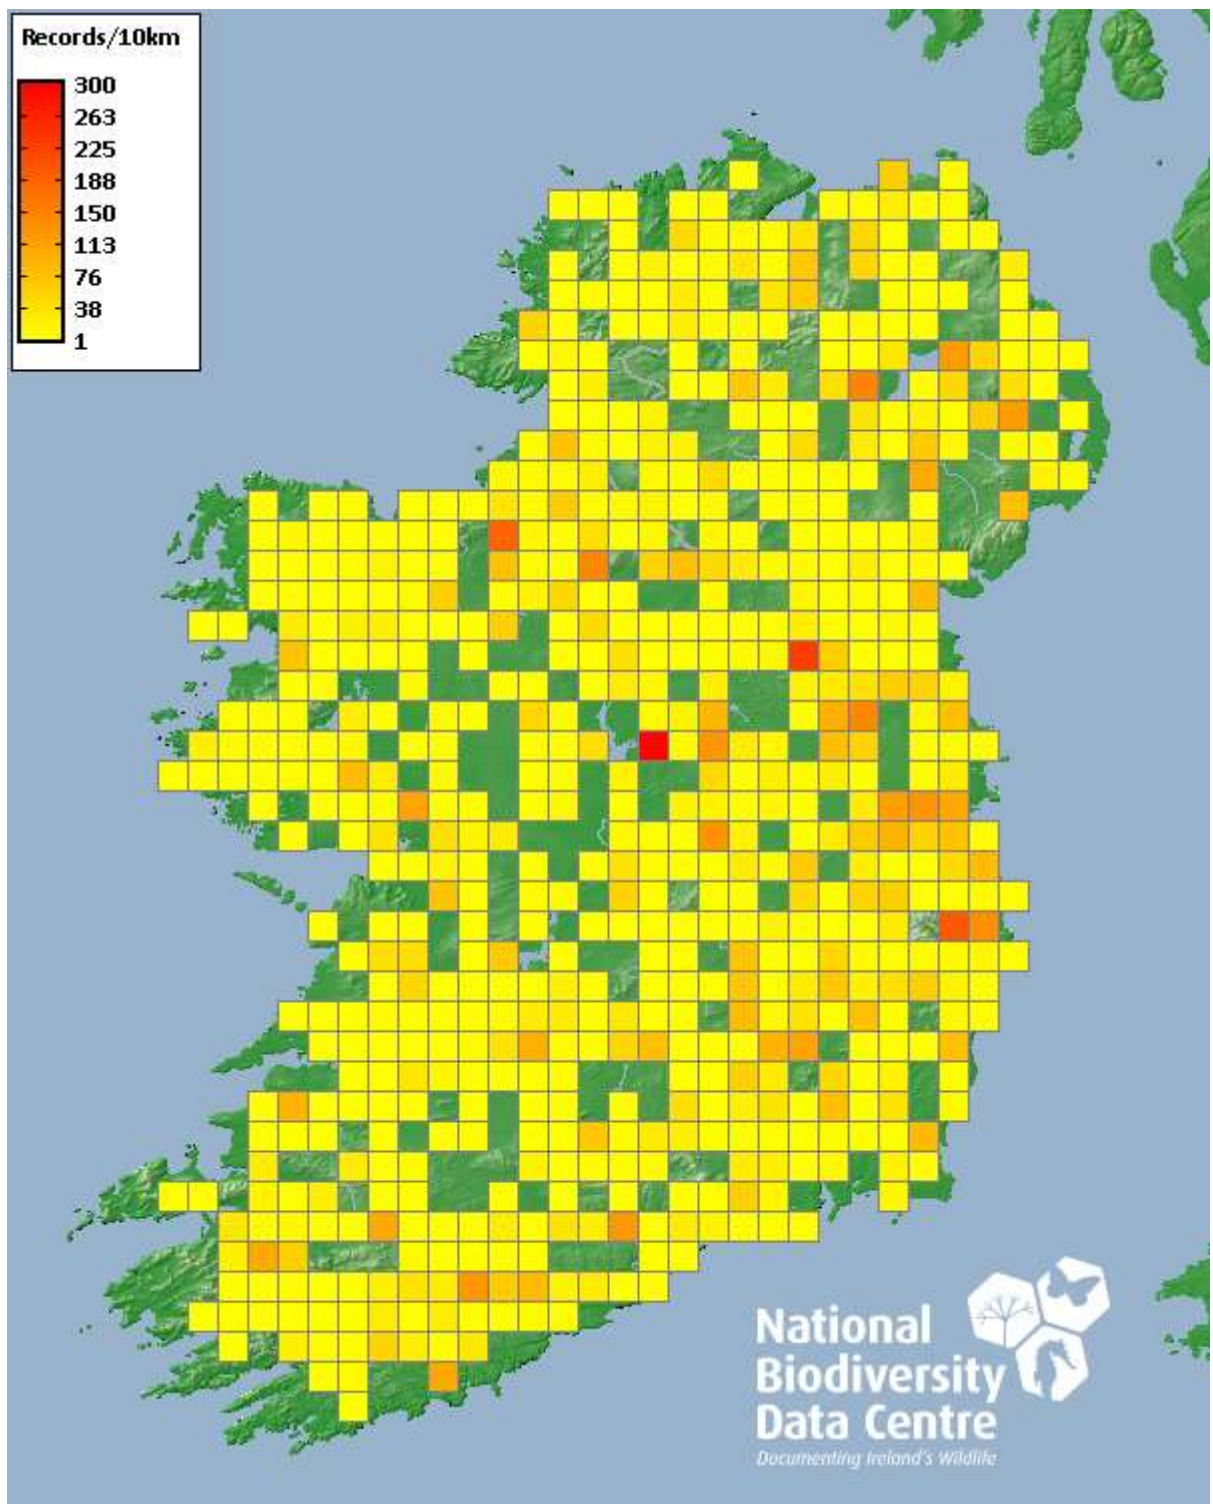 Records/10km
300
263
225
188
150
113
76
38
1
National
Biodiversity
Data Centre
Documenting Ireland's Wildlife